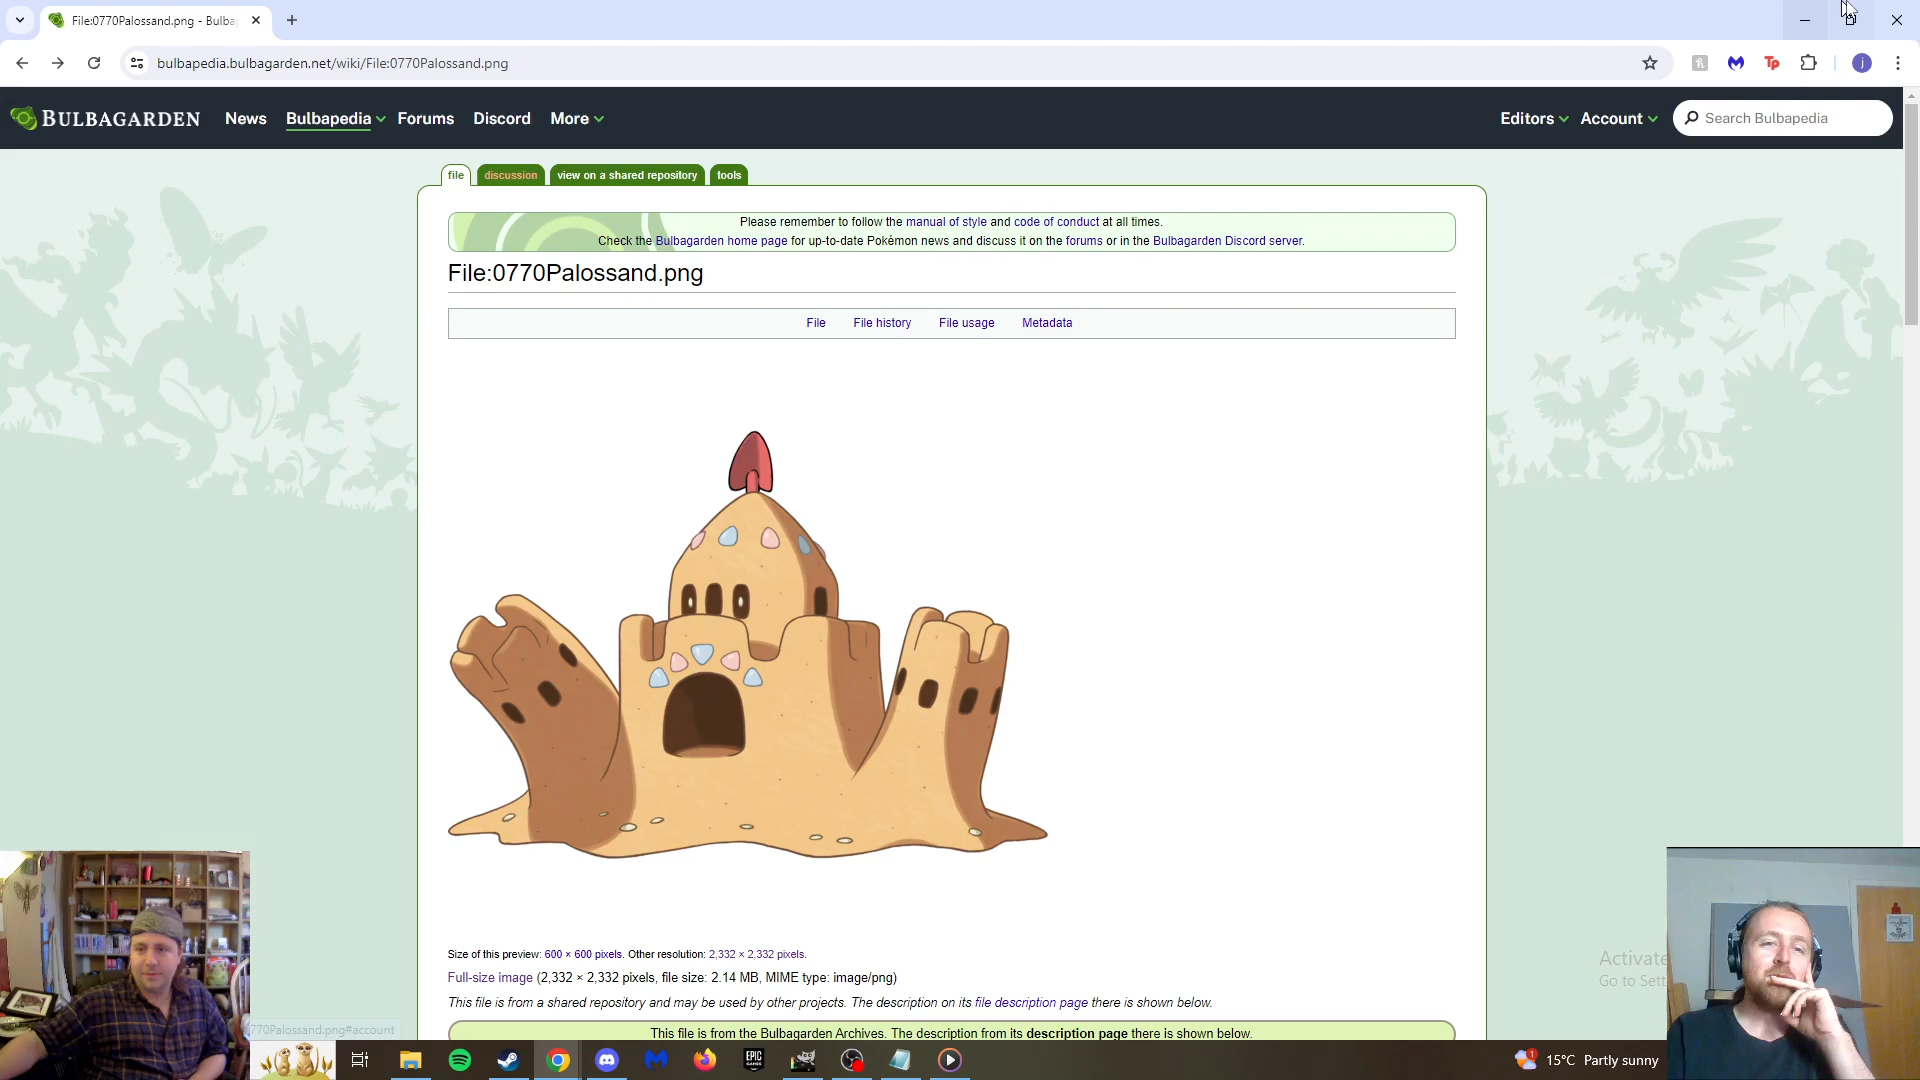 File:0770Palossand.png - Bulba
bulbapedia.bulbagarden.net/wiki/File:0770Palossand.png
Tp
j
BULBAGARDEN
News
Bulbapedia
Forums
Discord
More
Editors
Account
Search Bulbapedia
file
discussion
view on a shared repository
tools
Please remember to follow the manual of style and code of conduct at all times.
Check the Bulbagarden home page for up-to-date Pokémon news and discuss it on the forums or in the Bulbagarden Discord server.
File:0770Palossand.png
File
File history
File usage
Metadata
Size of this preview: 600 × 600 pixels. Other resolution: 2,332 × 2,332 pixels.
Full-size image (2,332 × 2,332 pixels, file size: 2.14 MB, MIME type: image/png)
This file is from a shared repository and may be used by other projects. The description on its file description page there is shown below.
This file is from the Bulbagarden Archives. The description from its description page there is shown below.
Activate
Go to Sett
770Palossand.png#account
EPIC
GAMES
1
15°C Partly sunny